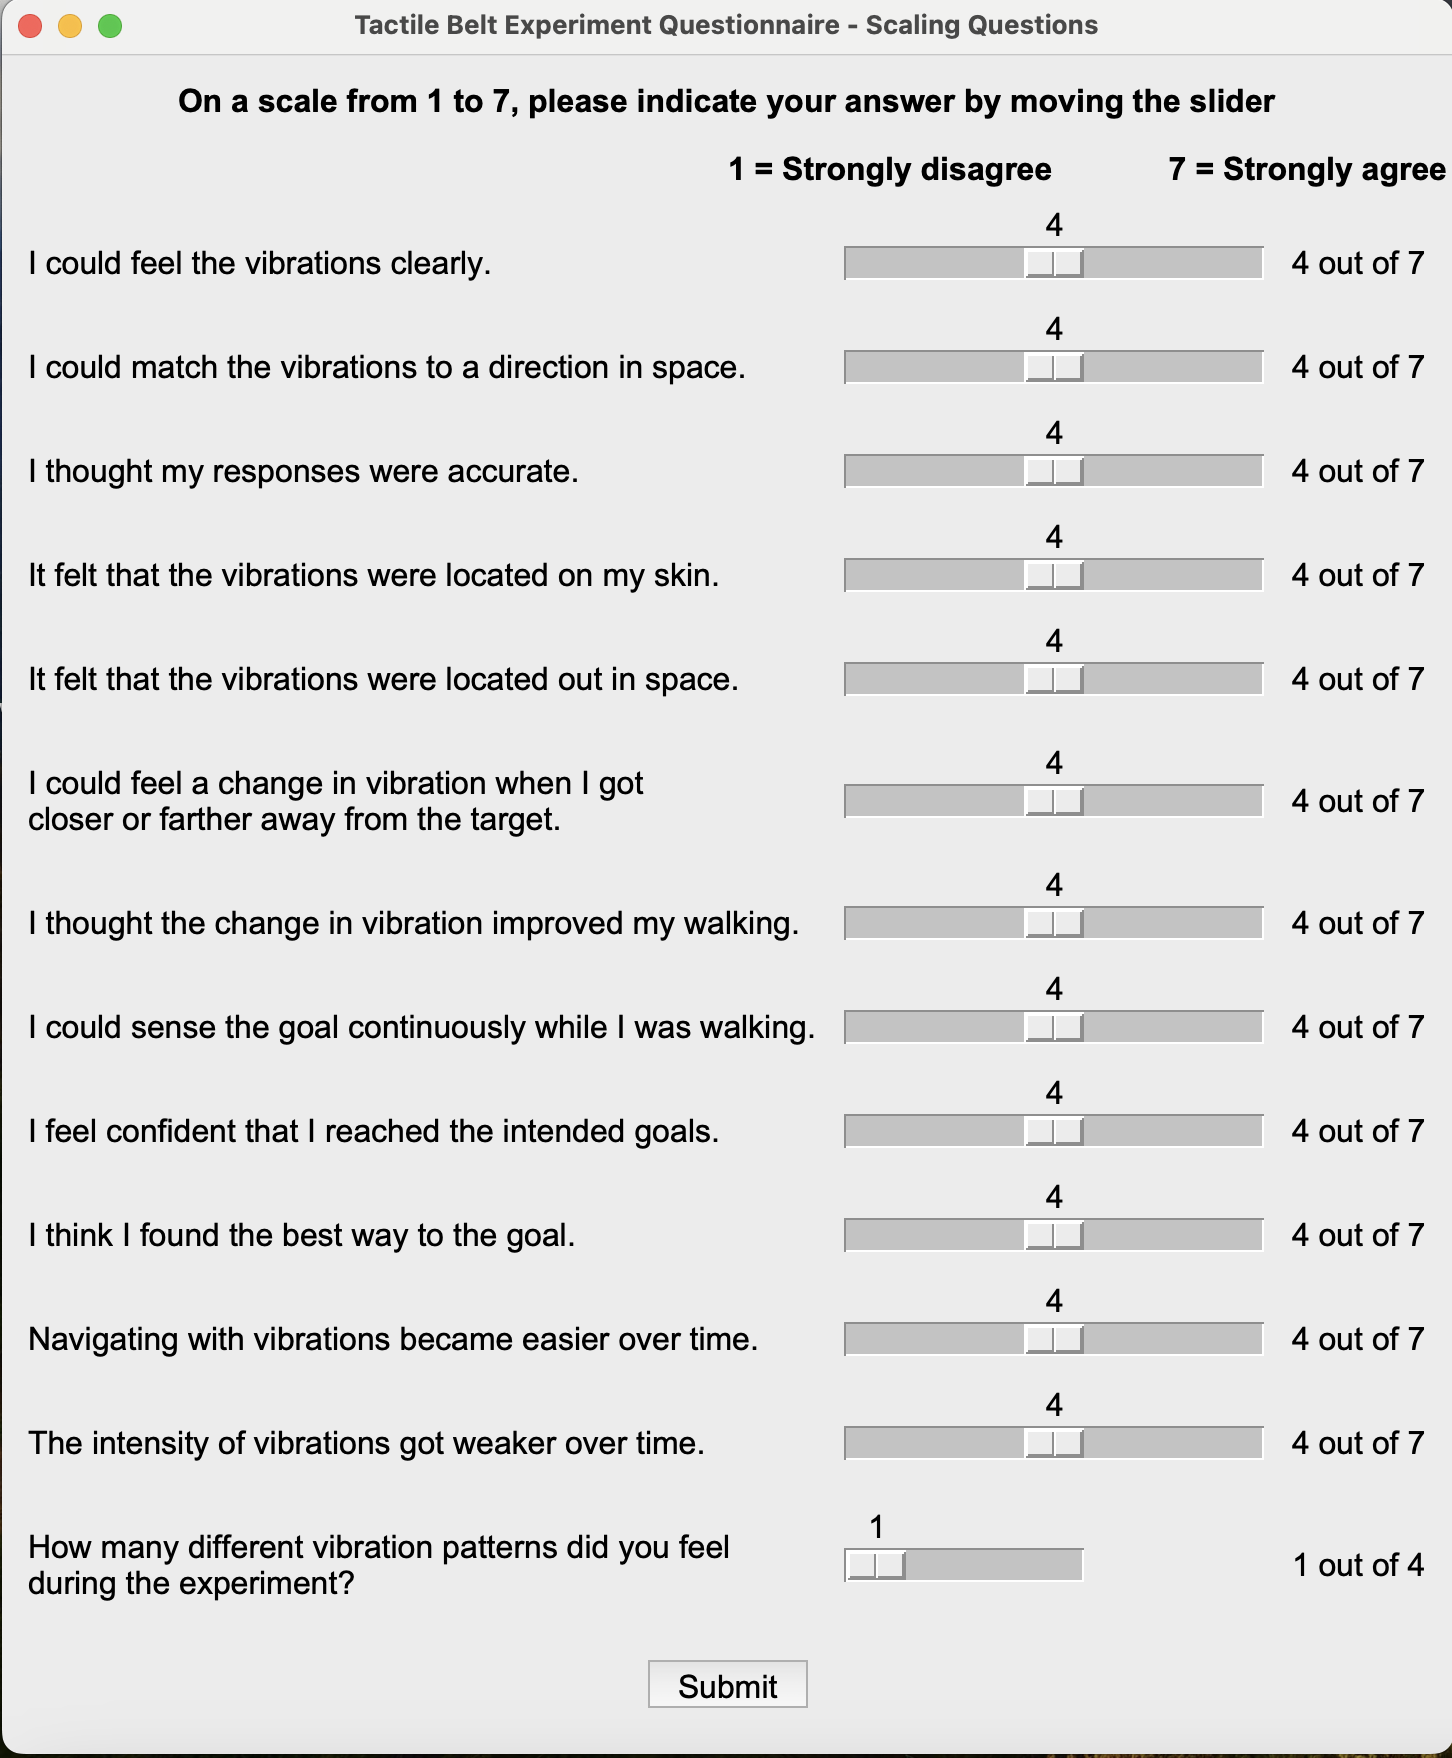 Tactile Belt Experiment Questionnaire - Scaling Questions
On a scale from 1 to 7, please indicate your answer by moving the slider
1 = Strongly disagree 7 = Strongly agree
4
I could feel the vibrations clearly. 4 out of 7
4
I could match the vibrations to a direction in space. 4 out of 7
4
I thought my responses were accurate. 4 out of 7
4
It felt that the vibrations were located on my skin. 4 out of 7
4
It felt that the vibrations were located out in space. 4 out of 7
4
I could feel a change in vibration when I got
closer or farther away from the target.
4 out of 7
4
I thought the change in vibration improved my walking. 4 out of 7
4
I could sense the goal continuously while I was walking. 4 out of 7
4
I feel confident that I reached the intended goals. 4 out of 7
4
I think I found the best way to the goal. 4 out of 7
4
Navigating with vibrations became easier over time. 4 out of 7
4
The intensity of vibrations got weaker over time. 4 out of 7
1
How many different vibration patterns did you feel
during the experiment?
1 out of 4
Submit